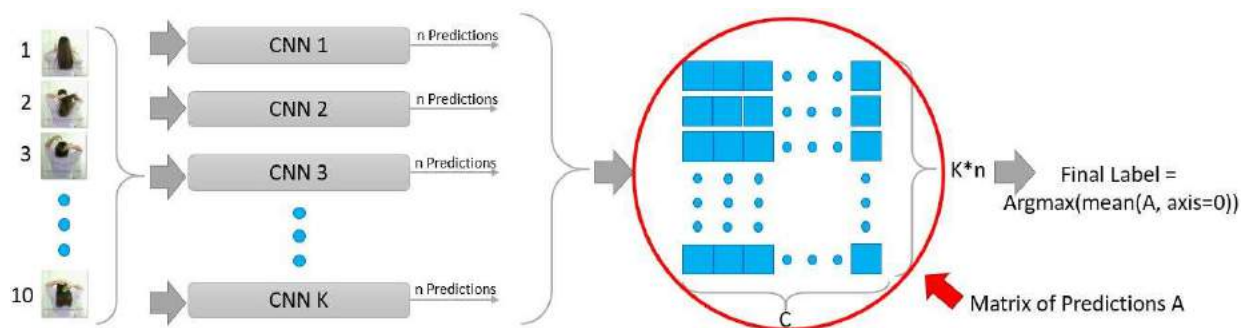 1
2
3
10
CNN 1
n Predictions
CNN 2
n Predictions
CNN 3
n Predictions
CNN K
n Predictions
K*n
C
Final Label =
Argmax(mean(A, axis=0))
Matrix of Predictions A